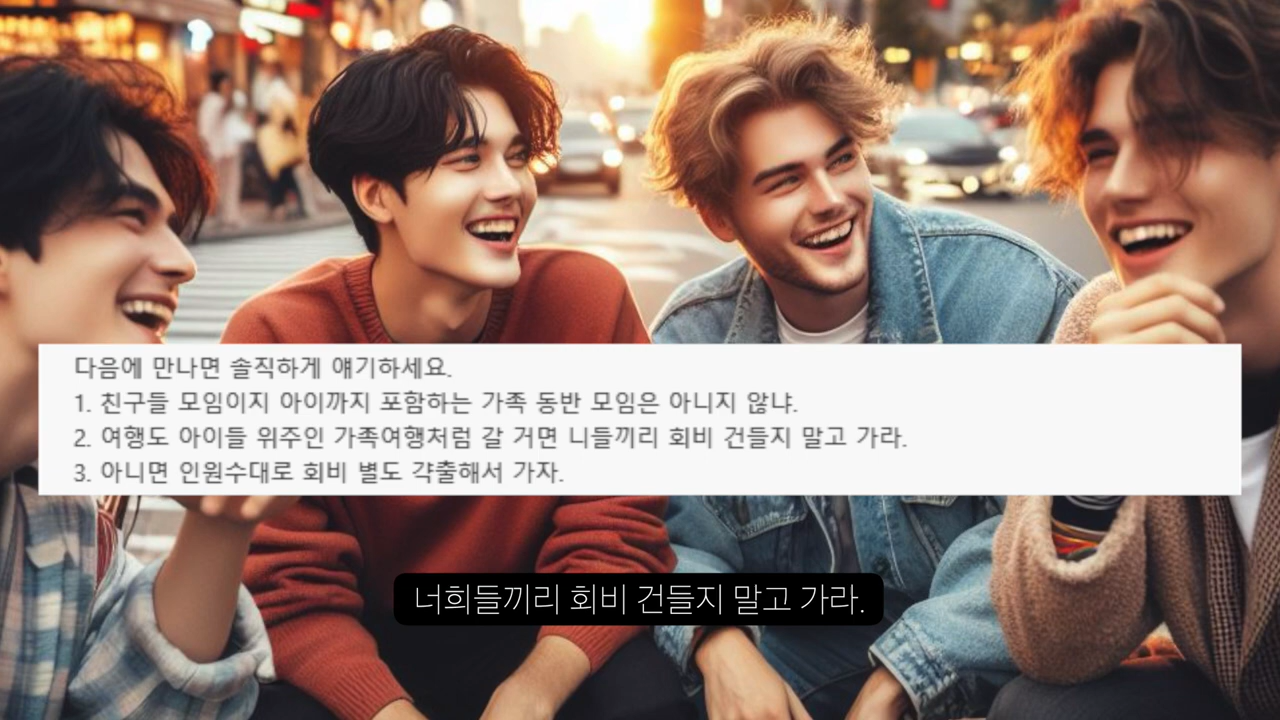 다음에 만나면 솔직하게 얘기하세요.
1. 친구들 모임이지 아이까지 포함하는 가족 동반 모임은 아니지 않냐.
2. 여행도 아이들 위주인 가족여행처럼 갈 거면 니들끼리 회비 건들지 말고 가라.
3. 아니면 인원수대로 회비 별도 갹출해서 가자.
너희들끼리 회비 건들지 말고 가라.